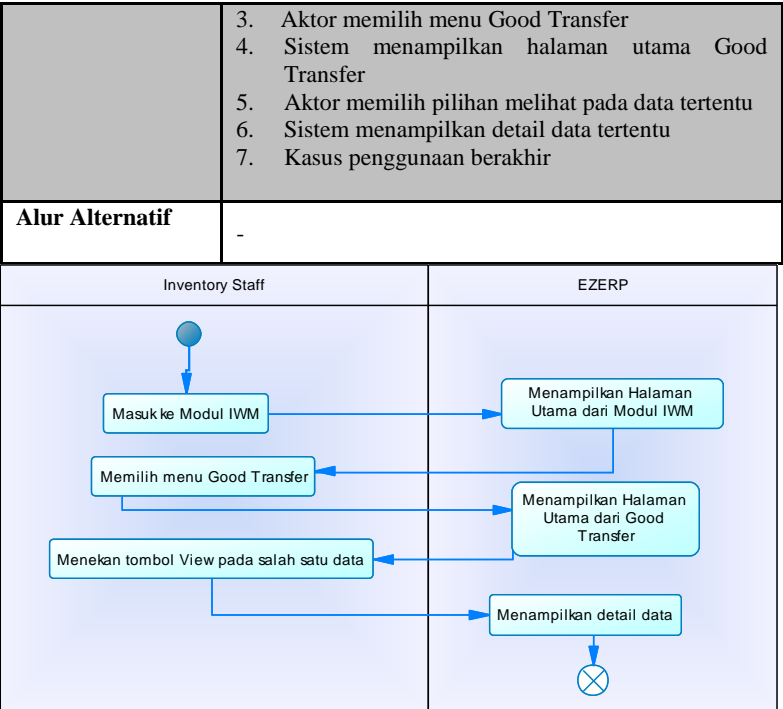 3. Aktor memilih menu Good Transfer
4. Sistem menampilkan halaman utama Good
Transfer
5. Aktor memilih pilihan melihat pada data tertentu
6. Sistem menampilkan detail data tertentu
7. Kasus penggunaan berakhir
Alur Alternatif
-
Inventory Staff
EZERP
Masuk ke Modul IWM
Menampilkan Halaman
Utama dari Modul IWM
Memilih menu Good Transfer
Menampilkan Halaman
Utama dari Good
Transfer
Menekan tombol View pada salah satu data
Menampilkan detail data